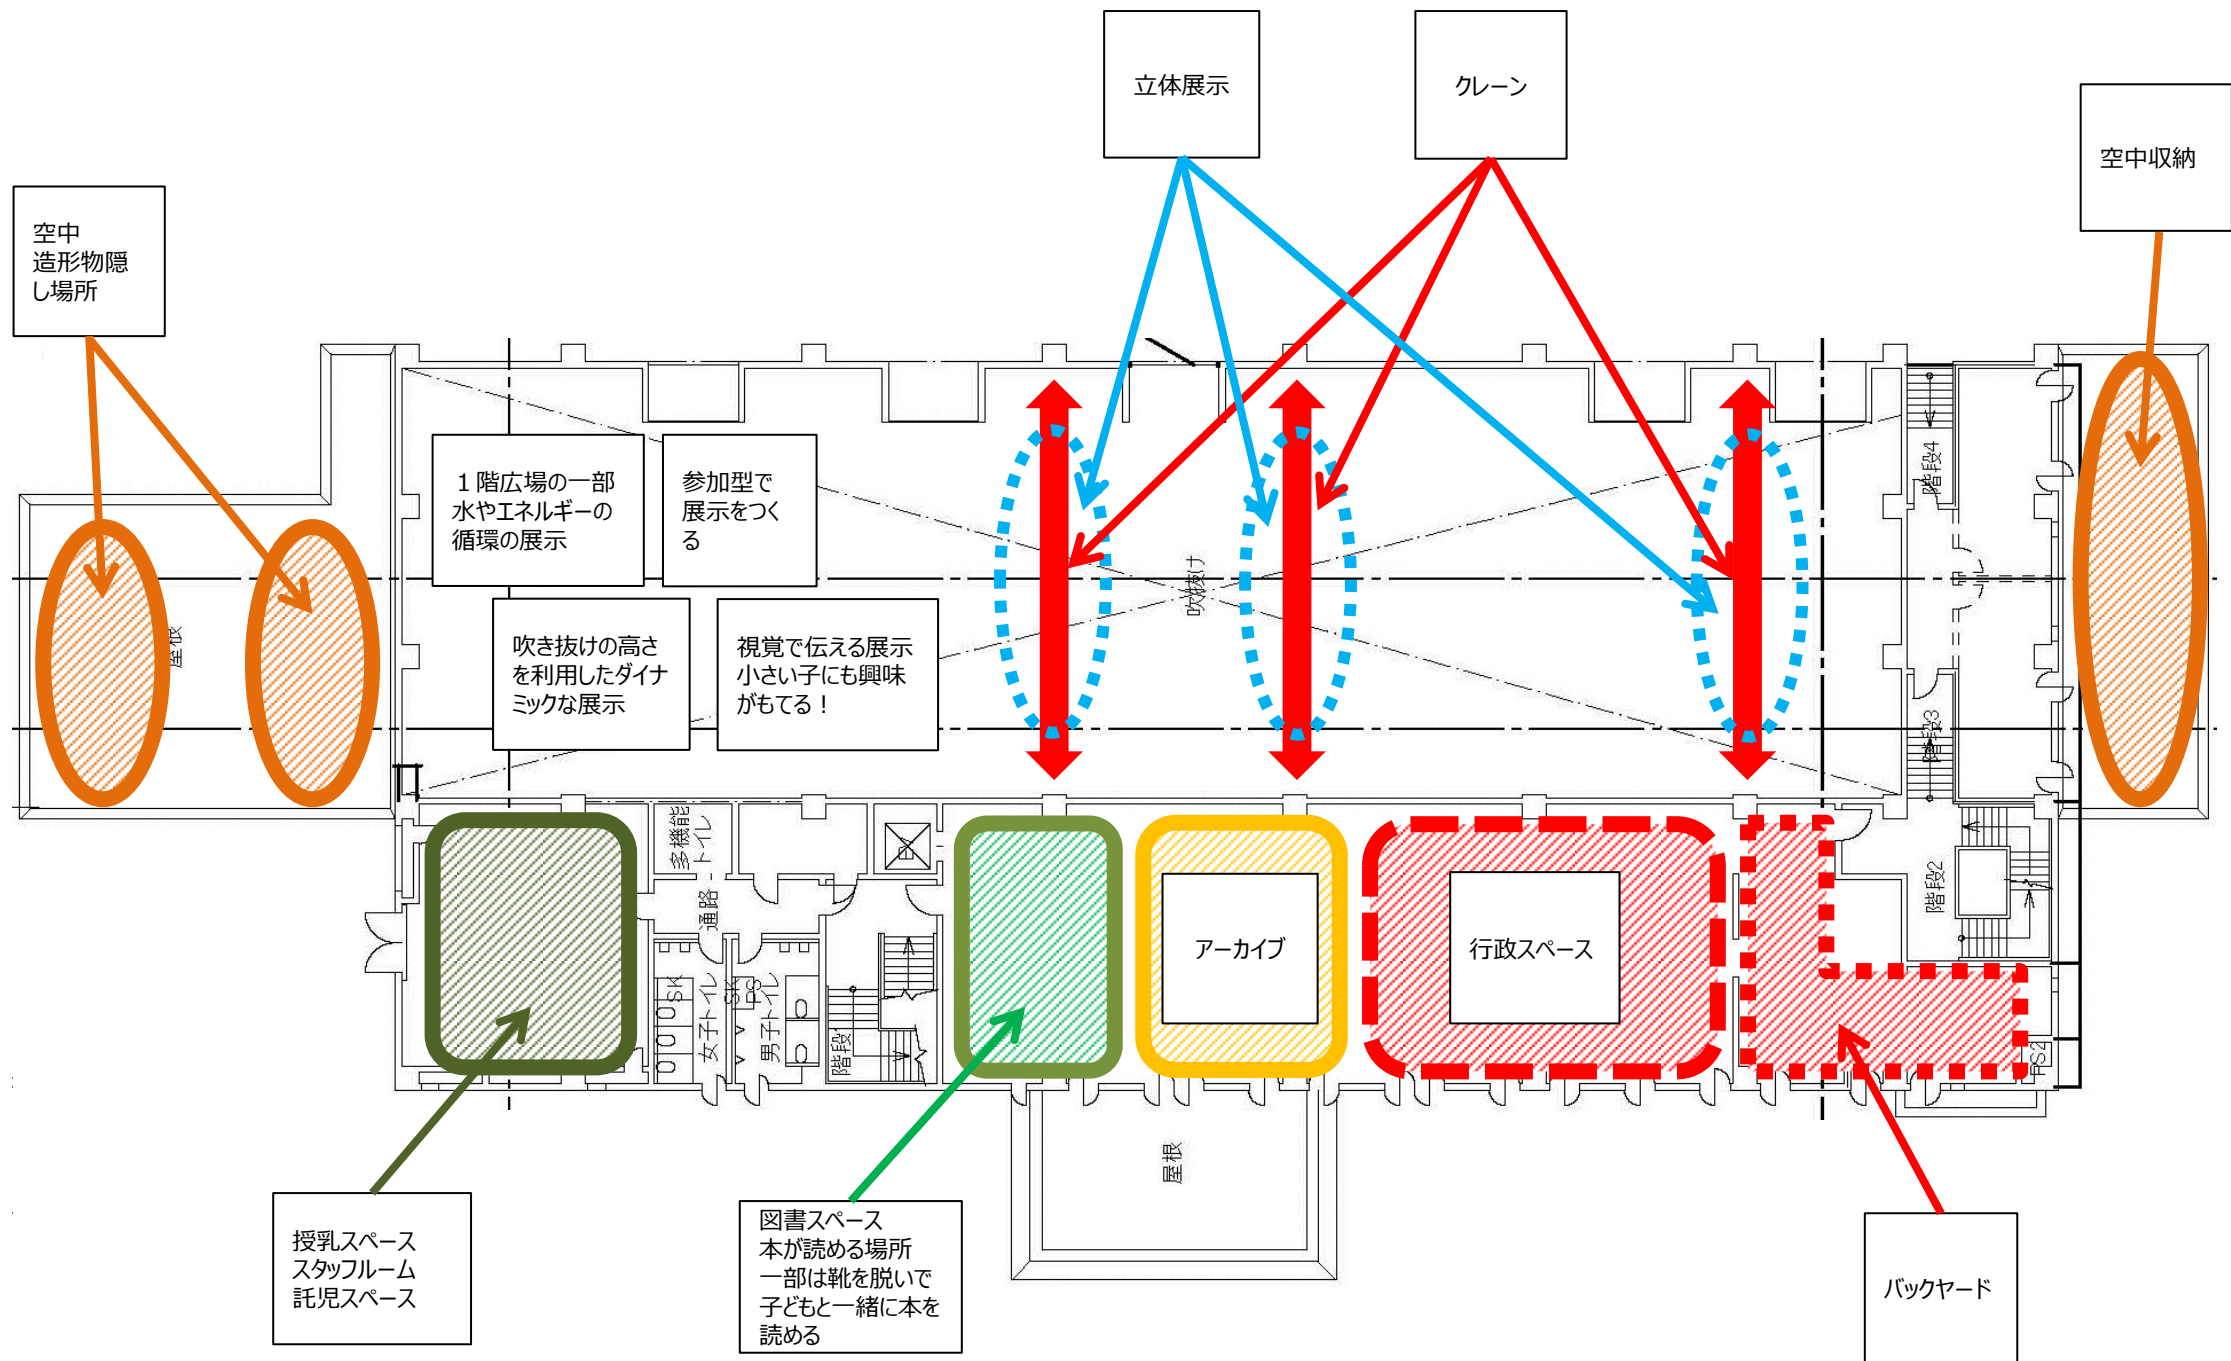 立体展示
クレーン
空中収納
空中
造形物隠
し場所
１階広場の一部
水やエネルギーの
循環の展示
参加型で
展示をつく
る
吹き抜けの高さ
を利用したダイナ
ミックな展示
視覚で伝える展示
小さい子にも興味
がもてる！
吹抜け
屋根
階段4
階段3
階段2
多機能
トイレ
通路
EV
SK
女子トイレ
SK
PS
男子トイレ
階段1
アーカイブ
行政スペース
PS2
屋根
授乳スペース
スタッフルーム
託児スペース
図書スペース
本が読める場所
一部は靴を脱いで
子どもと一緒に本を
読める
バックヤード